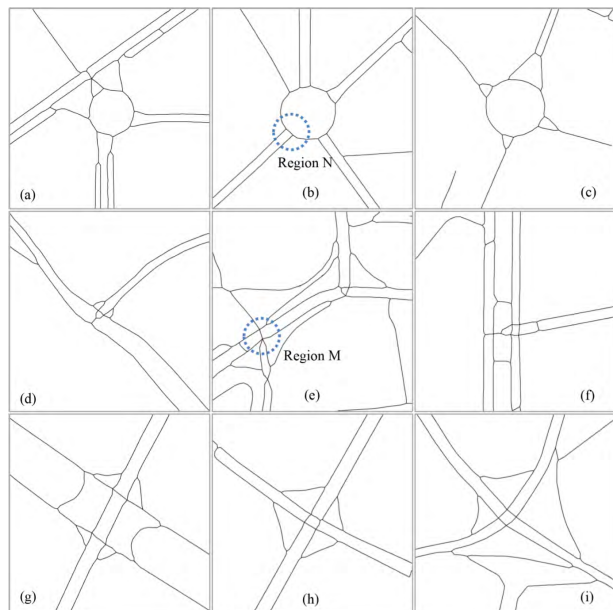 (a)
Region N
(b)
(c)
(d)
(e)
Region M
(f)
(g)
(h)
(i)